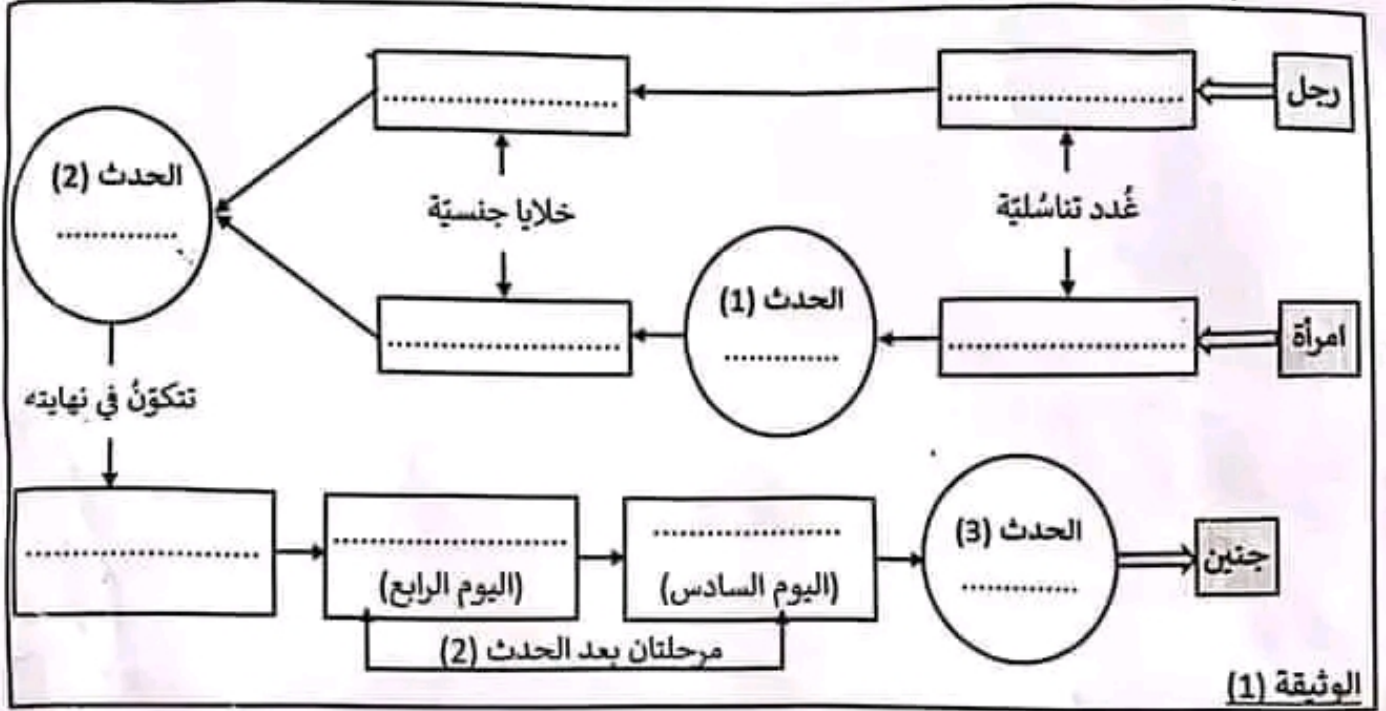 رجل
غُدد تناسُليّة
خلايا جنسيّة
الحدث (2)
..............
امرأة
الحدث (1)
..............
تتكوّنُ في نهايته
..............
..............
(اليوم الرابع)
..............
(اليوم السادس)
الحدث (3)
..............
جنين
مرحلتان بعد الحدث (2)
الوثيقة (1)